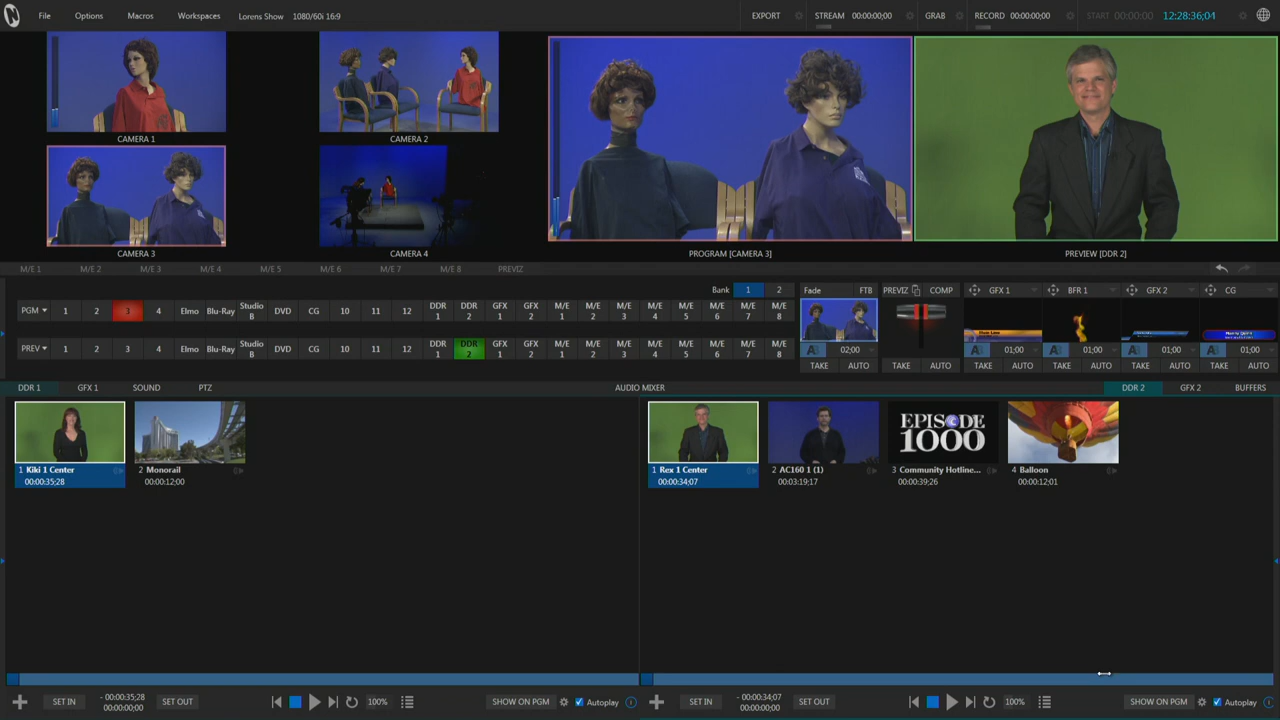 File Options Macros Workspaces Lorens Show 1080/60i 16:9 EXPORT STREAM 00:00:00;00 GRAB RECORD 00:00:00;00 START 00:00:00;00 12:28:36;04
CAMERA 1 CAMERA 2
CAMERA 3 CAMERA 4 PROGRAM [CAMERA 3] PREVIEW [DDR 2]
M/E 1 M/E 2 M/E 3 M/E 4 M/E 5 M/E 6 M/E 7 M/E 8 PREVIZ
Bank 1 2 Fade FTB PREVIZ COMP GFX 1 BFR 1 GFX 2 CG
PGM 1 2 3 4 Elmo Blu-Ray Studio B DVD CG 10 11 12 DDR 1 DDR 2 GFX 1 GFX 2 M/E 1 M/E 2 M/E 3 M/E 4 M/E 5 M/E 6 M/E 7 M/E 8
PREV 1 2 3 4 Elmo Blu-Ray Studio B DVD CG 10 11 12 DDR 1 DDR 2 GFX 1 GFX 2 M/E 1 M/E 2 M/E 3 M/E 4 M/E 5 M/E 6 M/E 7 M/E 8
02;00 01;00 01;00 01;00 01;00
TAKE AUTO TAKE AUTO TAKE AUTO TAKE AUTO TAKE AUTO TAKE AUTO
DDR 1 GFX 1 SOUND PTZ AUDIO MIXER DDR 2 GFX 2 BUFFERS
EPISODE
1000
1 Kiki 1 Center 2 Monorail 1 Rex 1 Center 2 AC160 1 (1) 3 Community Hotline... 4 Balloon
00:00:35;28 00:00:12;00 00:00:34;07 00:03:19;17 00:00:39;26 00:00:12;01
SET IN - 00:00:35;28 SET OUT 100% SHOW ON PGM Autoplay SET IN - 00:00:34;07 SET OUT 100% SHOW ON PGM Autoplay
00:00:00;00 00:00:00;00